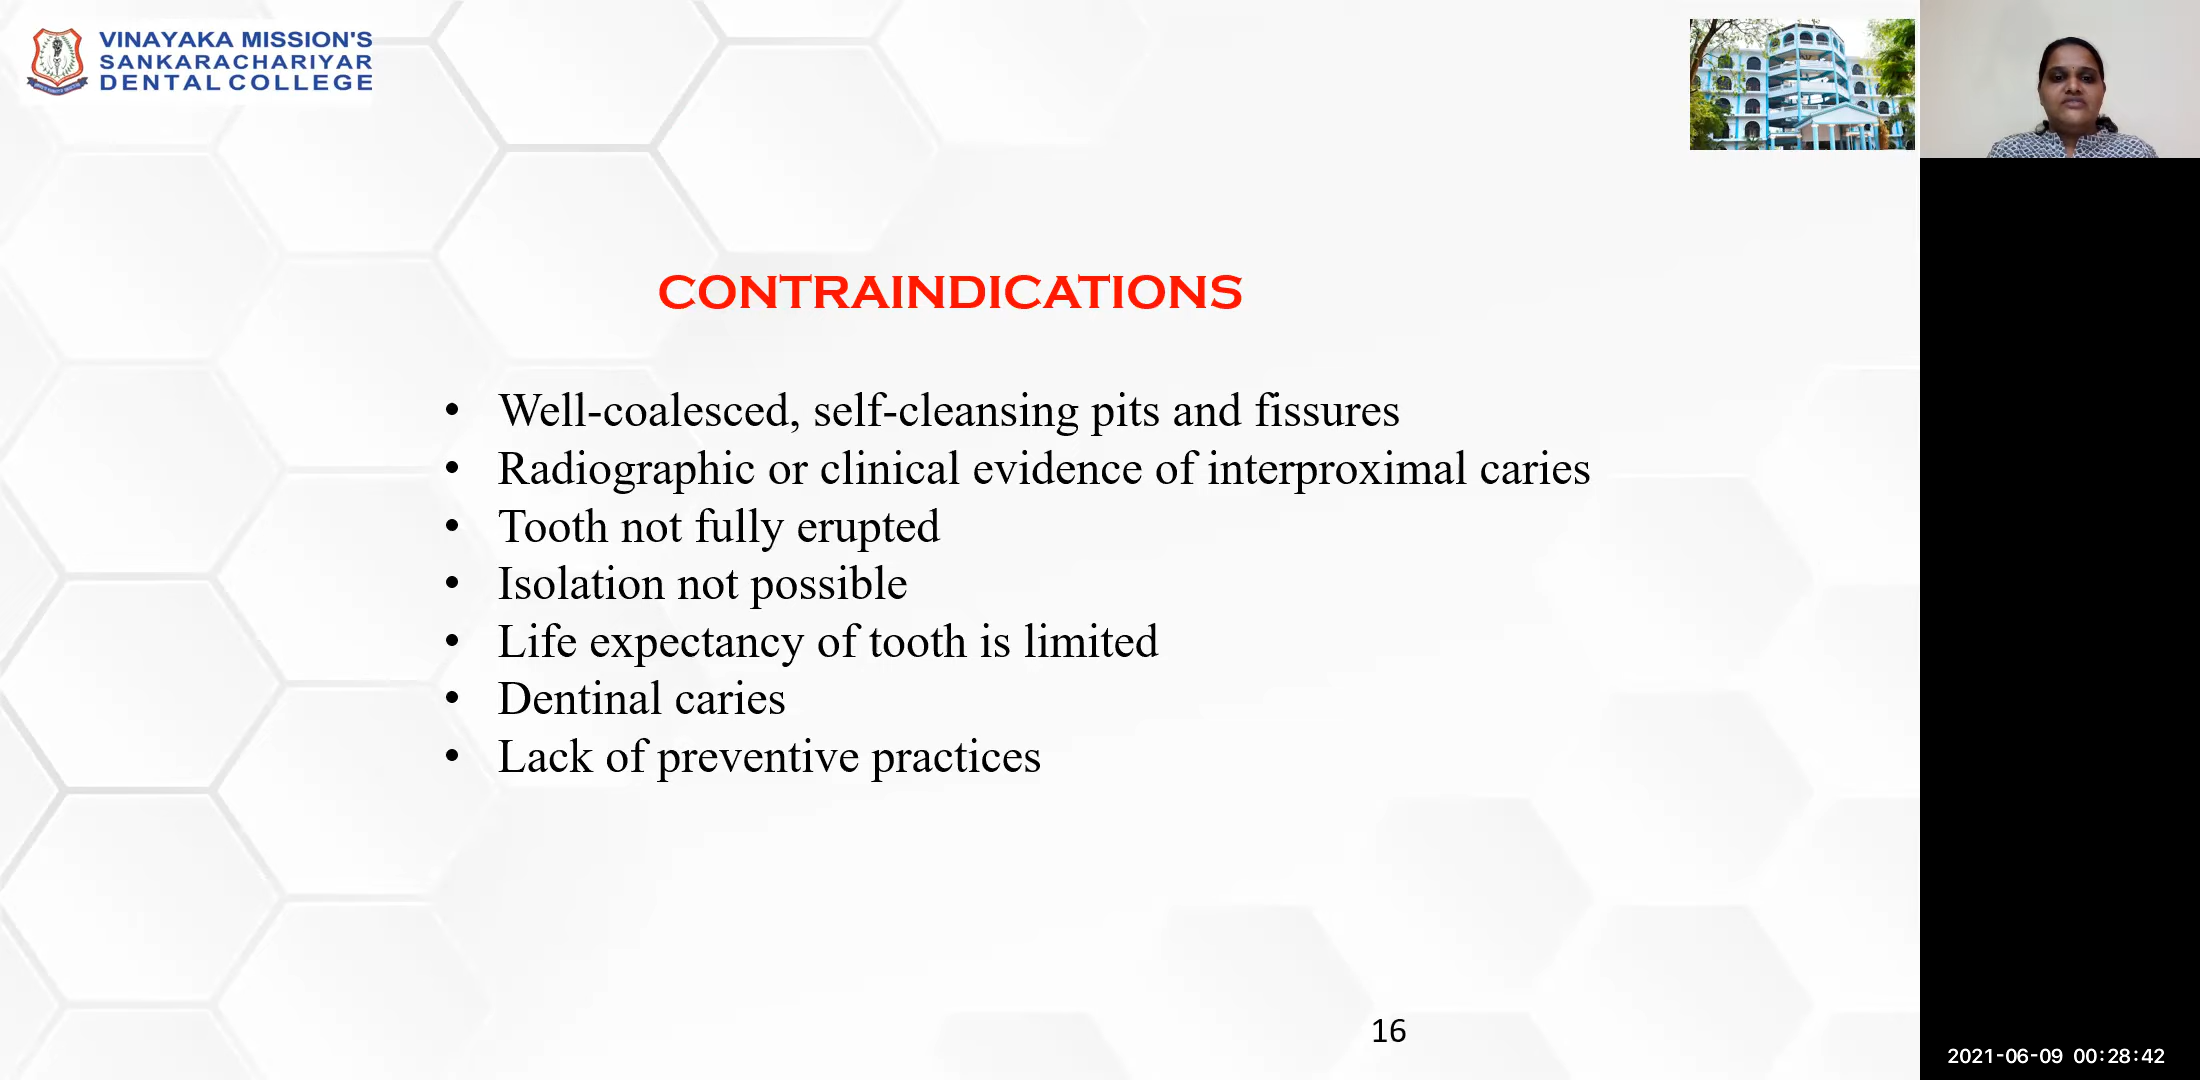 VINAYAKA MISSION'S
SANKARACHARIYAR
DENTAL COLLEGE
CONTRAINDICATIONS
• Well-coalesced, self-cleansing pits and fissures
• Radiographic or clinical evidence of interproximal caries
• Tooth not fully erupted
• Isolation not possible
• Life expectancy of tooth is limited
• Dentinal caries
• Lack of preventive practices
16
2021-06-09 00:28:42